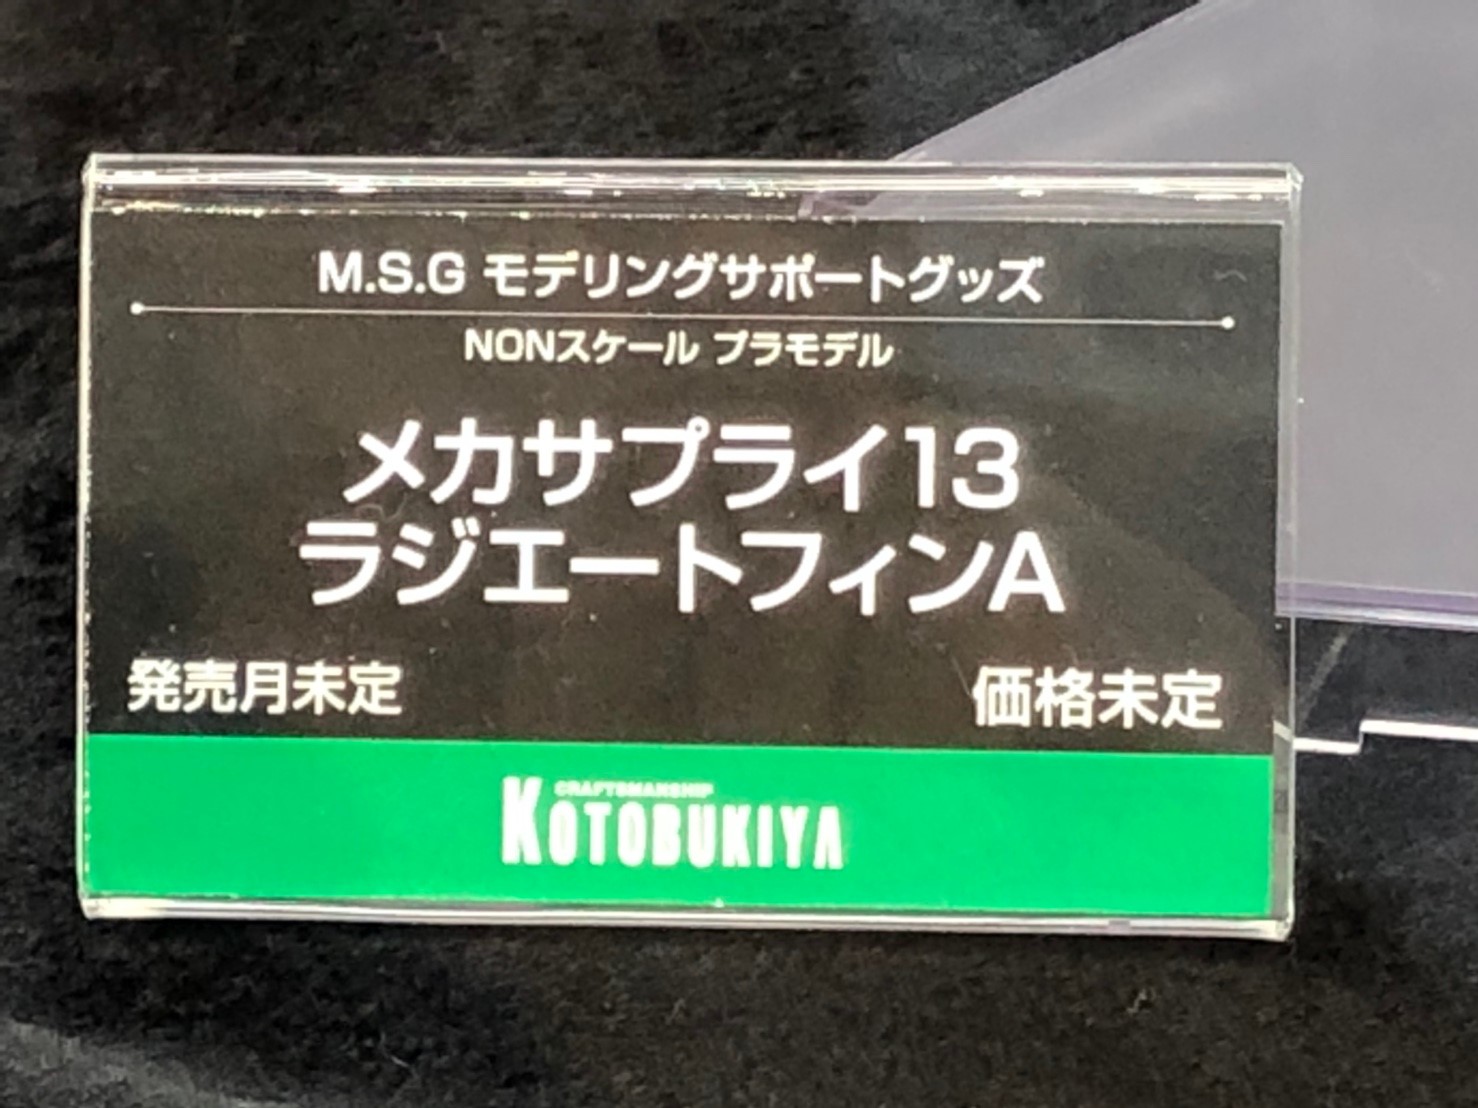 M.S.G モデリングサポートグッズ
NONスケール プラモデル
メカサプライ13
ラジエートフィンA
発売月未定
価格未定
CRAFTSMANSHIP
KOTOBUKIYA